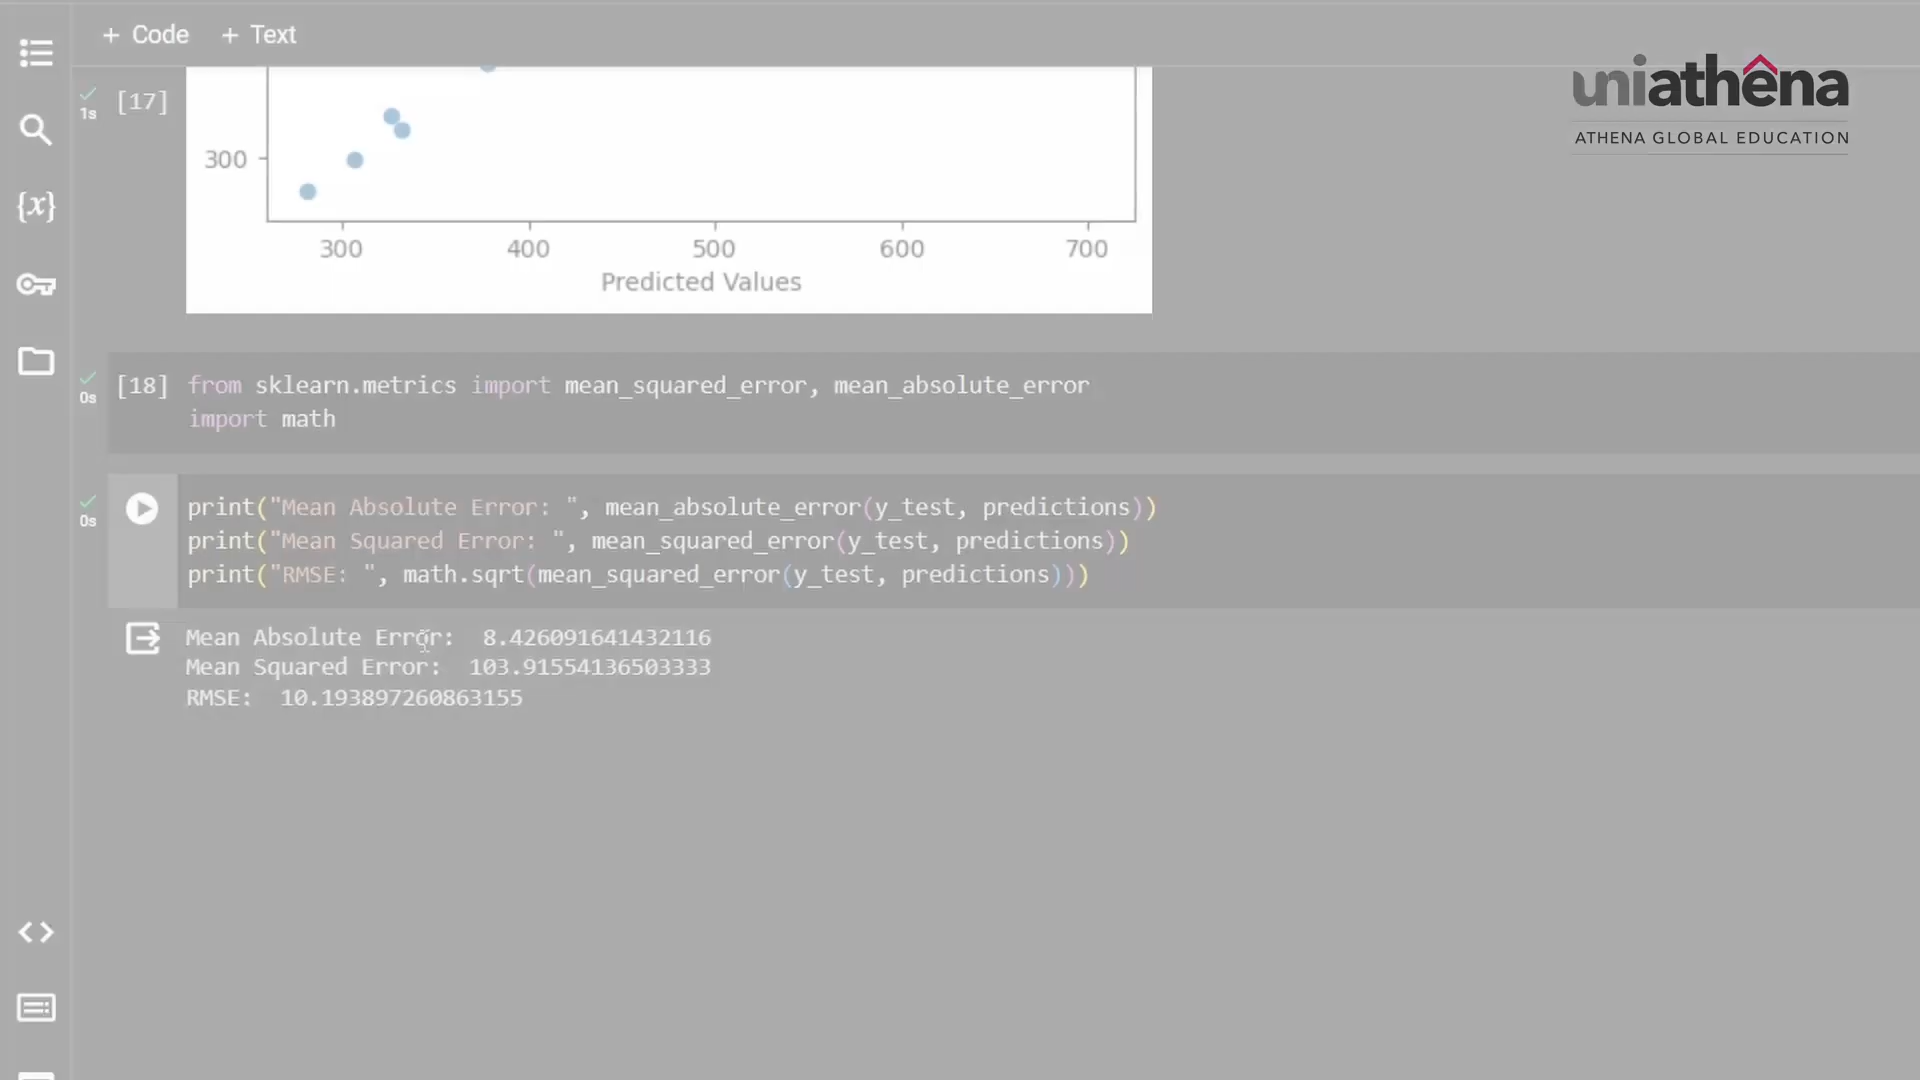 + Code + Text
uniathena
ATHENA GLOBAL EDUCATION
1s [17]
300
300 400 500 600 700
Predicted Values
0s [18] from sklearn.metrics import mean_squared_error, mean_absolute_error
import math
{x}
0s print("Mean Absolute Error: ", mean_absolute_error(y_test, predictions))
print("Mean Squared Error: ", mean_squared_error(y_test, predictions))
print("RMSE: ", math.sqrt(mean_squared_error(y_test, predictions)))
Mean Absolute Error: 8.426091641432116
Mean Squared Error: 103.91554136503333
RMSE: 10.193897260863155